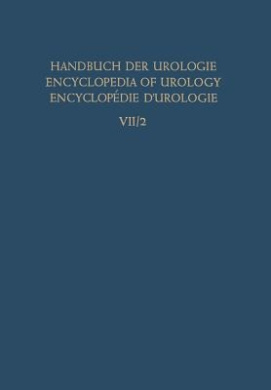 HANDBUCH DER UROLOGIE
ENCYCLOPEDIA OF UROLOGY
ENCYCLOPÉDIE D'UROLOGIE
VII/2